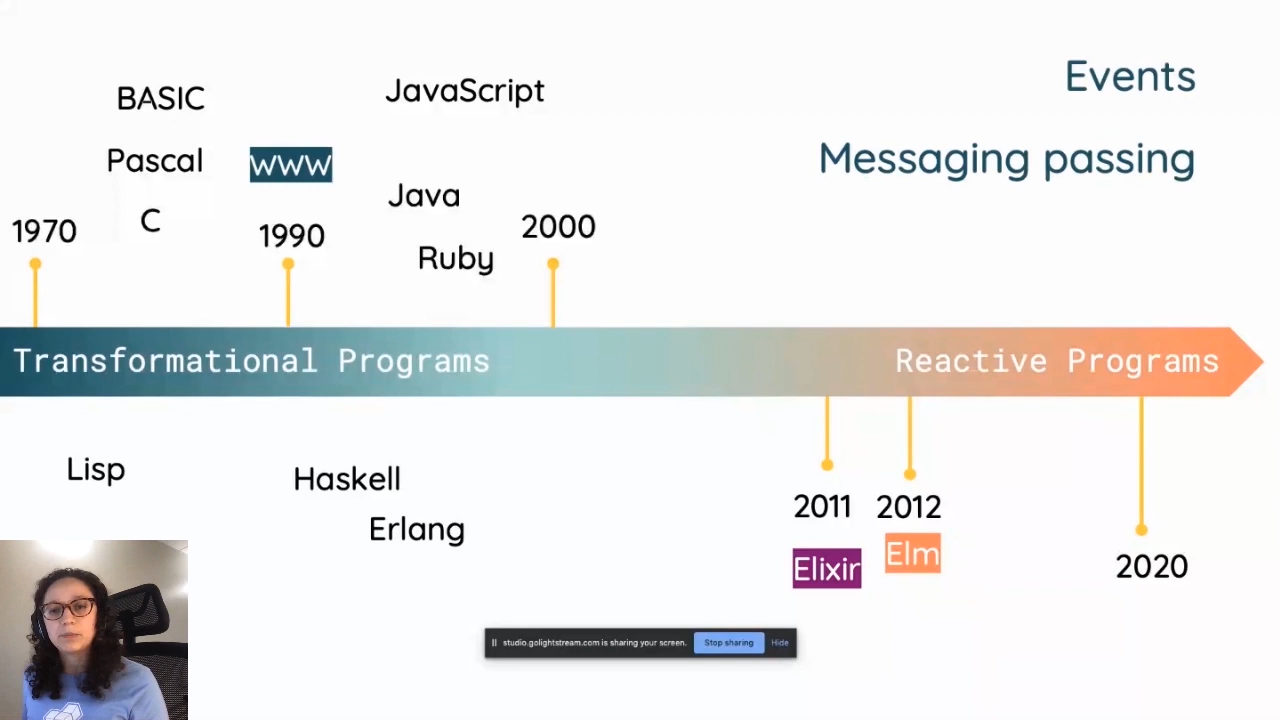 BASIC
JavaScript
Events
Pascal
WWW
Messaging passing
Java
C
1970
1990
2000
Ruby
Transformational Programs
Reactive Programs
Lisp
Haskell
Erlang
2011
2012
Elixir
Elm
2020
studio.golightstream.com is sharing your screen.
Stop sharing
Hide